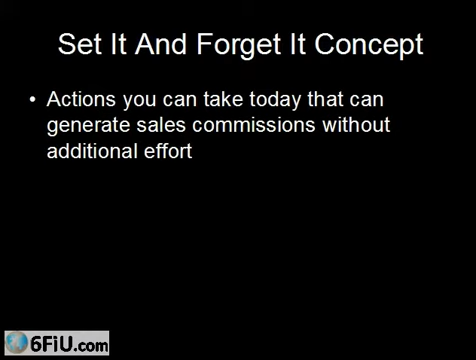 Set It And Forget It Concept
• Actions you can take today that can
generate sales commissions without
additional effort
6FiU.com